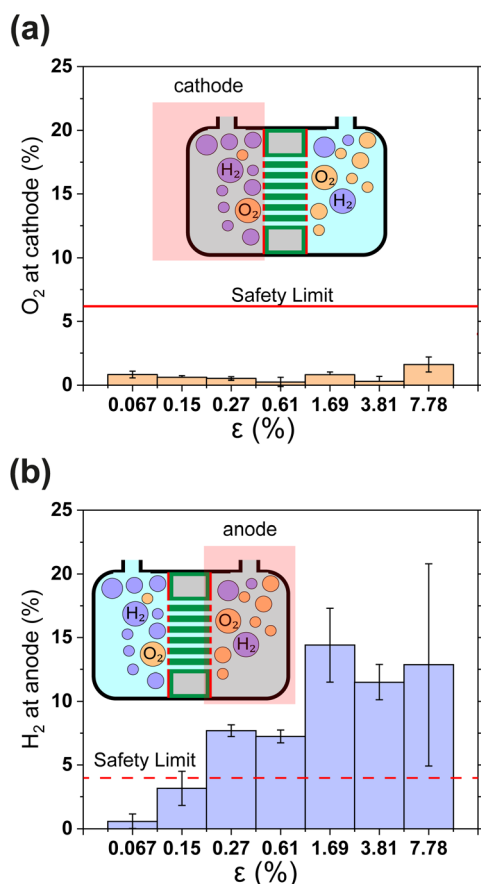 (a)
25
cathode
20
H₂
O₂
15
O₂
H₂
10
Safety Limit
5
0
O₂ at cathode (%)
0.067 0.15 0.27 0.61 1.69 3.81 7.78
ε (%)
(b)
25
anode
20
H₂
O₂
O₂
H₂
15
10
Safety Limit
5
0
H₂ at anode (%)
0.067 0.15 0.27 0.61 1.69 3.81 7.78
ε (%)